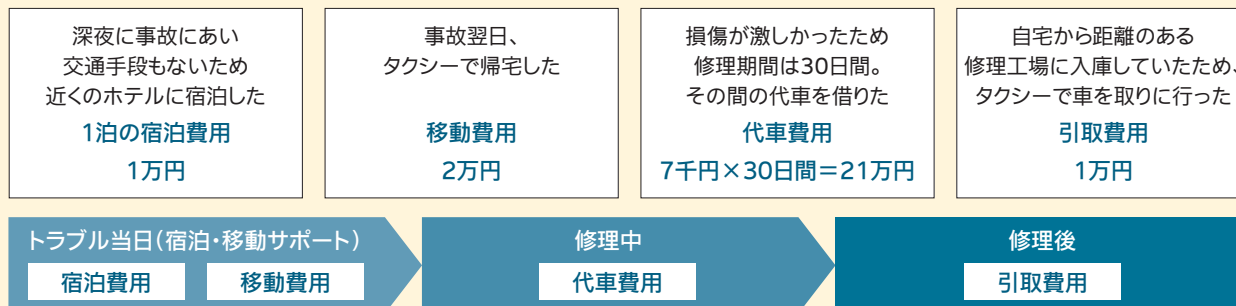 深夜に事故にあい
交通手段もないため
近くのホテルに宿泊した
1泊の宿泊費用
1万円
事故翌日、
タクシーで帰宅した
移動費用
2万円
損傷が激しかったため
修理期間は30日間。
その間の代車を借りた
代車費用
7千円×30日間=21万円
自宅から距離のある
修理工場に入庫していたため、
タクシーで車を取りに行った
引取費用
1万円
トラブル当日(宿泊・移動サポート)
宿泊費用 移動費用
修理中
代車費用
修理後
引取費用